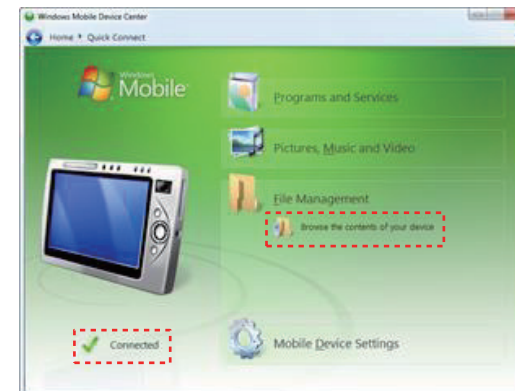 Windows Mobile Device Center
Home Quick Connect
Windows
Mobile
Programs and Services
Pictures, Music and Video
File Management
Browse the contents of your device
Connected
Mobile Device Settings